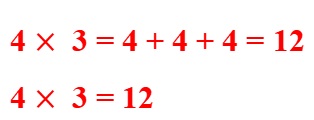 4 × 3 = 4 + 4 + 4 = 12
4 × 3 = 12